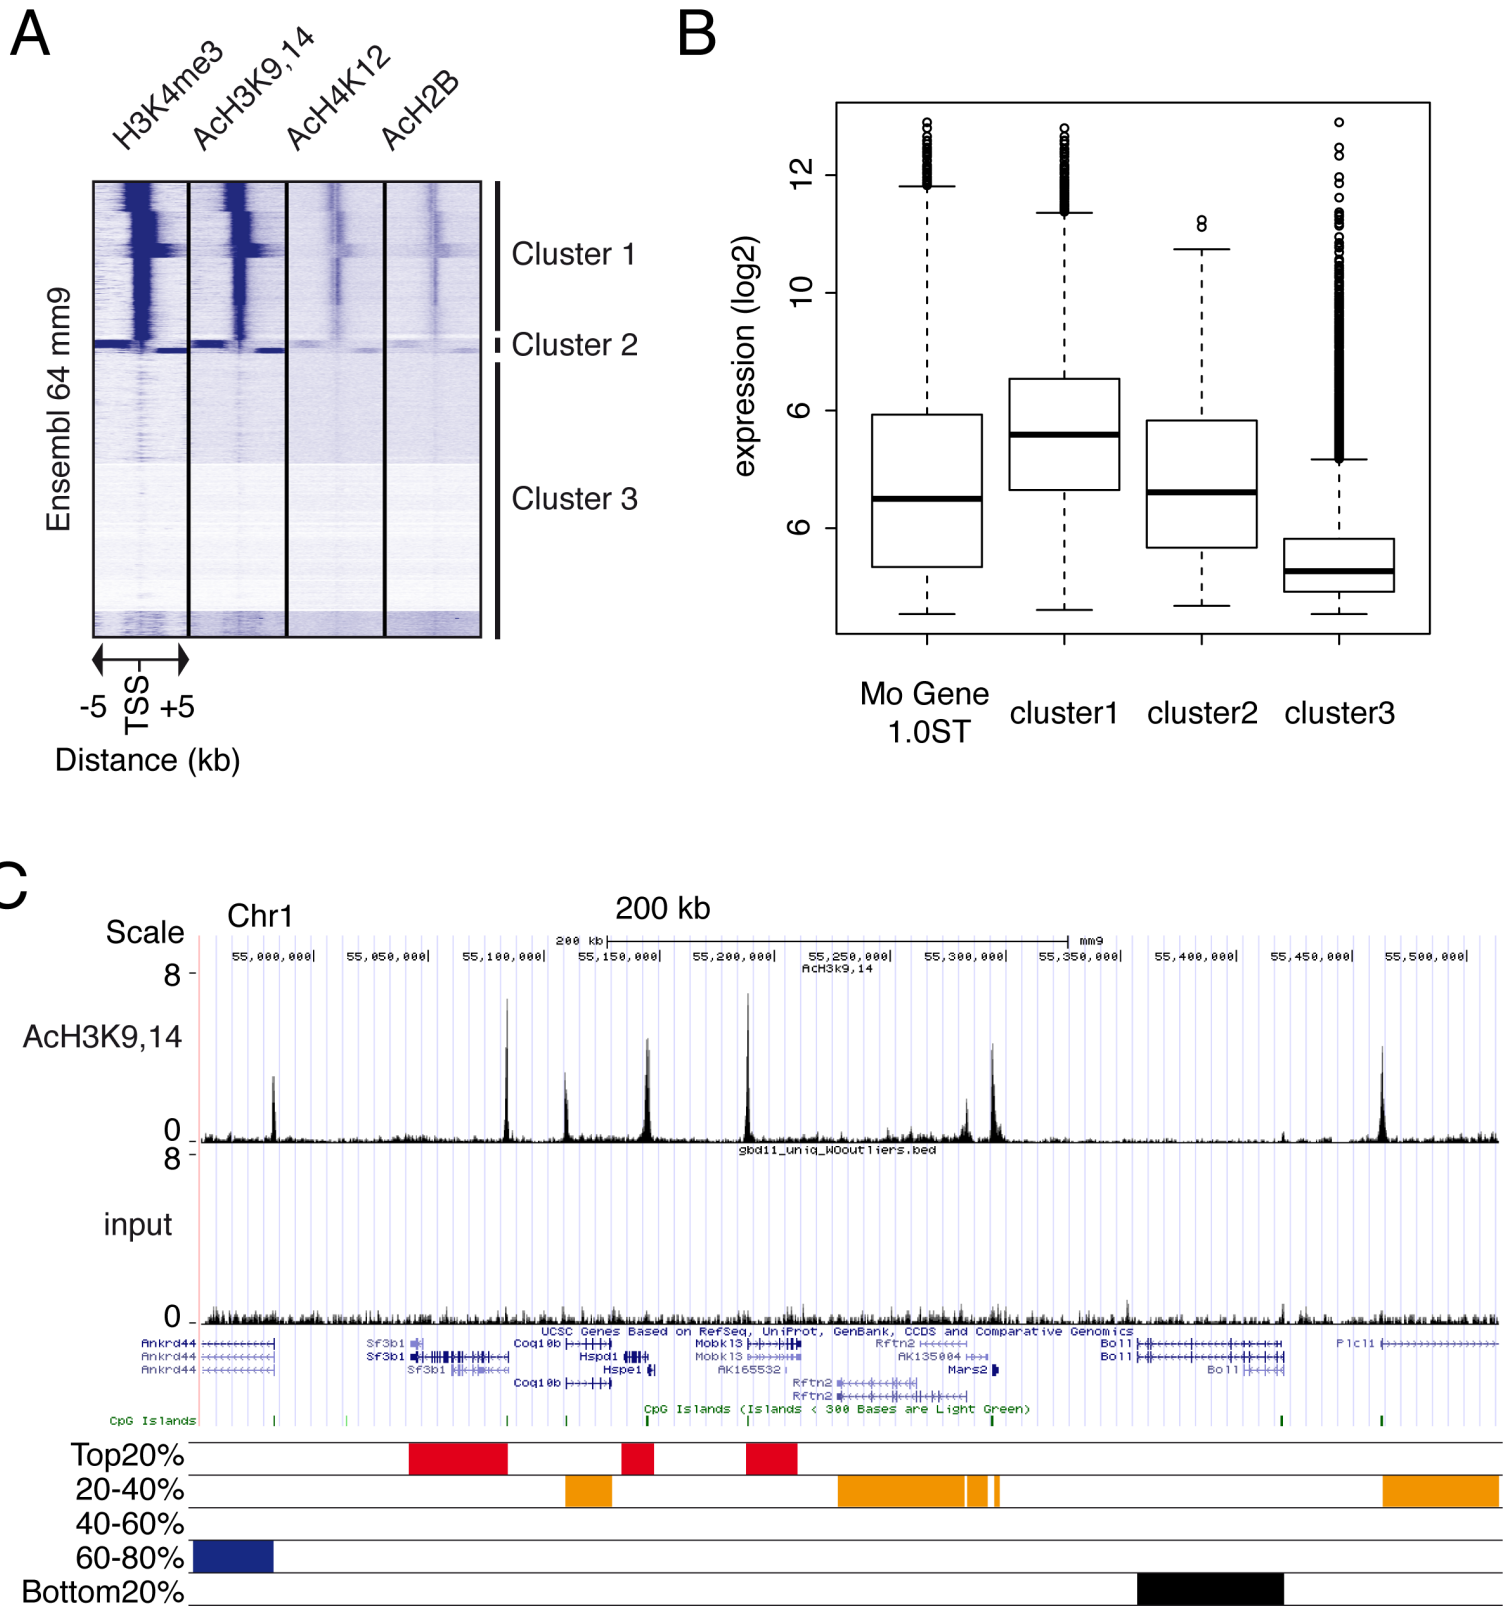 A
H3K4me3
AcH3K9,14
AcH4K12
AcH2B
Ensembl 64 mm9
Cluster 1
Cluster 2
Cluster 3
-5
TSS
+5
Distance (kb)
B
expression (log2)
12
10
6
6
Mo Gene
1.0ST
cluster1
cluster2
cluster3
C
Chr1
200 kb
Scale
200 kb
mm9
55,000,000
55,050,000
55,100,000
55,150,000
55,200,000
55,250,000
55,300,000
55,350,000
55,400,000
55,450,000
55,500,000
AcH3k9,14
8
AcH3K9,14
0
gbd11_uniq_WOoutliers.bed
8
input
0
UCSC Genes Based on RefSeq, UniProt, GenBank, CCDS and Comparative Genomics
Ankrd44 Sf3b1 Coq10b Mobkl3 Rftn2 Boll Plcl1
Ankrd44 Sf3b1 Hspd1 Mobkl3 AK135004 Boll
Ankrd44 Sf3b1 Hspe1 AK165532 Mars2 Boll
Coq10b Rftn2
Rftn2
CpG Islands (Islands < 300 Bases are Light Green)
CpG Islands
Top20%
20-40%
40-60%
60-80%
Bottom20%